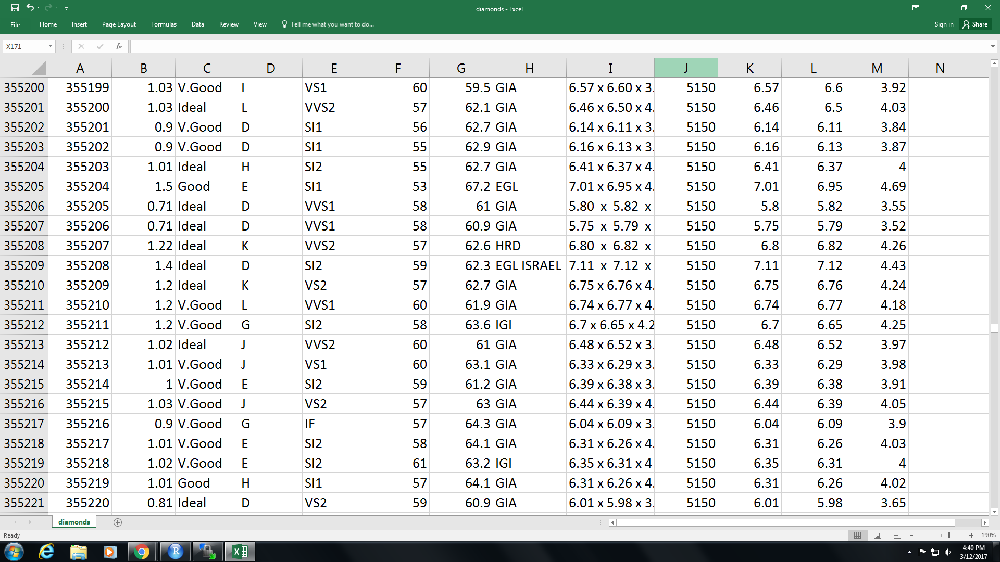 diamonds - Excel
File Home Insert Page Layout Formulas Data Review View Tell me what you want to do... Sign in Share
X171 fx
A B C D E F G H I J K L M N
355200 355199 1.03 V.Good I VS1 60 59.5 GIA 6.57 x 6.60 x 3. 5150 6.57 6.6 3.92
355201 355200 1.03 Ideal L VVS2 57 62.1 GIA 6.46 x 6.50 x 4. 5150 6.46 6.5 4.03
355202 355201 0.9 V.Good D SI1 56 62.7 GIA 6.14 x 6.11 x 3. 5150 6.14 6.11 3.84
355203 355202 0.9 V.Good D SI1 55 62.9 GIA 6.16 x 6.13 x 3. 5150 6.16 6.13 3.87
355204 355203 1.01 Ideal H SI2 55 62.7 GIA 6.41 x 6.37 x 4. 5150 6.41 6.37 4
355205 355204 1.5 Good E SI1 53 67.2 EGL 7.01 x 6.95 x 4. 5150 7.01 6.95 4.69
355206 355205 0.71 Ideal D VVS1 58 61 GIA 5.80 x 5.82 x 5150 5.8 5.82 3.55
355207 355206 0.71 Ideal D VVS1 58 60.9 GIA 5.75 x 5.79 x 5150 5.75 5.79 3.52
355208 355207 1.22 Ideal K VVS2 57 62.6 HRD 6.80 x 6.82 x 5150 6.8 6.82 4.26
355209 355208 1.4 Ideal D SI2 59 62.3 EGL ISRAEL 7.11 x 7.12 x 5150 7.11 7.12 4.43
355210 355209 1.2 Ideal K VS2 57 62.7 GIA 6.75 x 6.76 x 4. 5150 6.75 6.76 4.24
355211 355210 1.2 V.Good L VVS1 60 61.9 GIA 6.74 x 6.77 x 4. 5150 6.74 6.77 4.18
355212 355211 1.2 V.Good G SI2 58 63.6 IGI 6.7 x 6.65 x 4.2 5150 6.7 6.65 4.25
355213 355212 1.02 Ideal J VVS2 60 61 GIA 6.48 x 6.52 x 3. 5150 6.48 6.52 3.97
355214 355213 1.01 V.Good J VS1 60 63.1 GIA 6.33 x 6.29 x 3. 5150 6.33 6.29 3.98
355215 355214 1 V.Good E SI2 59 61.2 GIA 6.39 x 6.38 x 3. 5150 6.39 6.38 3.91
355216 355215 1.03 V.Good J VS2 57 63 GIA 6.44 x 6.39 x 4. 5150 6.44 6.39 4.05
355217 355216 0.9 V.Good G IF 57 64.3 GIA 6.04 x 6.09 x 3. 5150 6.04 6.09 3.9
355218 355217 1.01 V.Good E SI2 58 64.1 GIA 6.31 x 6.26 x 4. 5150 6.31 6.26 4.03
355219 355218 1.02 V.Good E SI2 61 63.2 IGI 6.35 x 6.31 x 4 5150 6.35 6.31 4
355220 355219 1.01 Good H SI1 57 64.1 GIA 6.31 x 6.26 x 4. 5150 6.31 6.26 4.02
355221 355220 0.81 Ideal D VS2 59 60.9 GIA 6.01 x 5.98 x 3. 5150 6.01 5.98 3.65
diamonds
Ready 190%
4:40 PM
3/12/2017